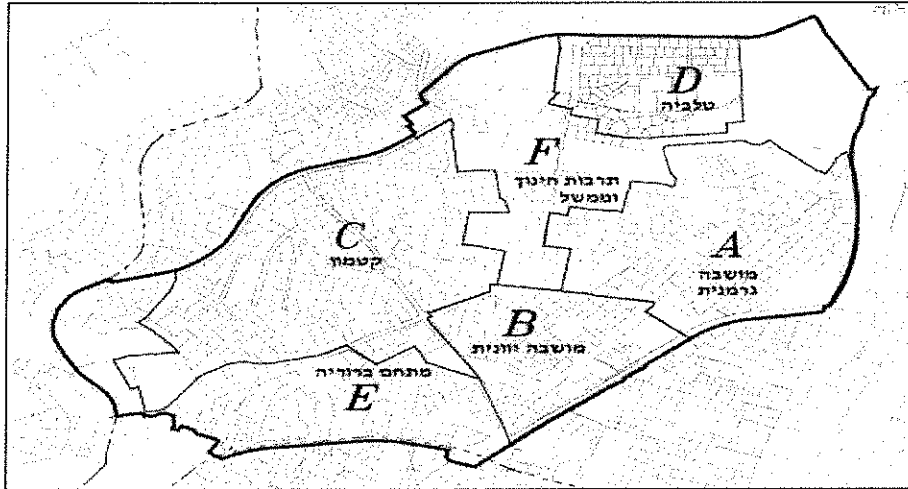 D
טלביה
F
תרבות חינוך
וממשל
C
קטמון
A
מושבה
גרמנית
B
מושבה יוונית
מתחם ברוריה
E